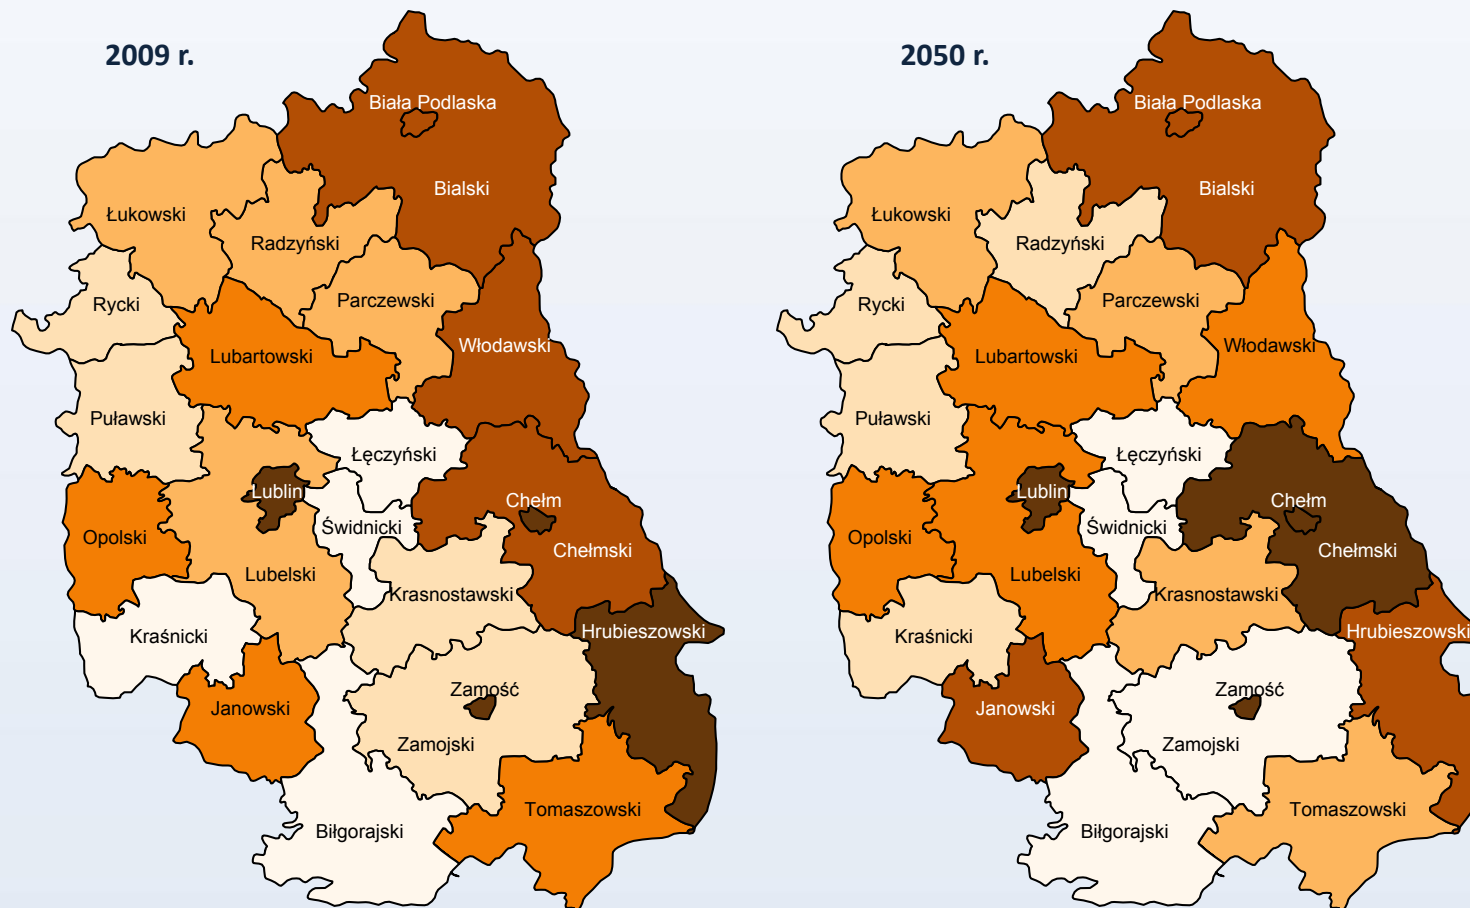 2009 r.
Biała Podlaska
Bialski
Łukowski
Radzyński
Rycki
Parczewski
Włodawski
Lubartowski
Puławski
Łęczyński
Lublin
Chełm
Świdnicki
Opolski
Chełmski
Lubelski
Krasnostawski
Kraśnicki
Hrubieszowski
Zamość
Janowski
Zamojski
Tomaszowski
Biłgorajski
2050 r.
Biała Podlaska
Bialski
Łukowski
Radzyński
Rycki
Parczewski
Włodawski
Lubartowski
Puławski
Łęczyński
Lublin
Chełm
Świdnicki
Opolski
Chełmski
Lubelski
Krasnostawski
Kraśnicki
Hrubieszowski
Zamość
Janowski
Zamojski
Tomaszowski
Biłgorajski